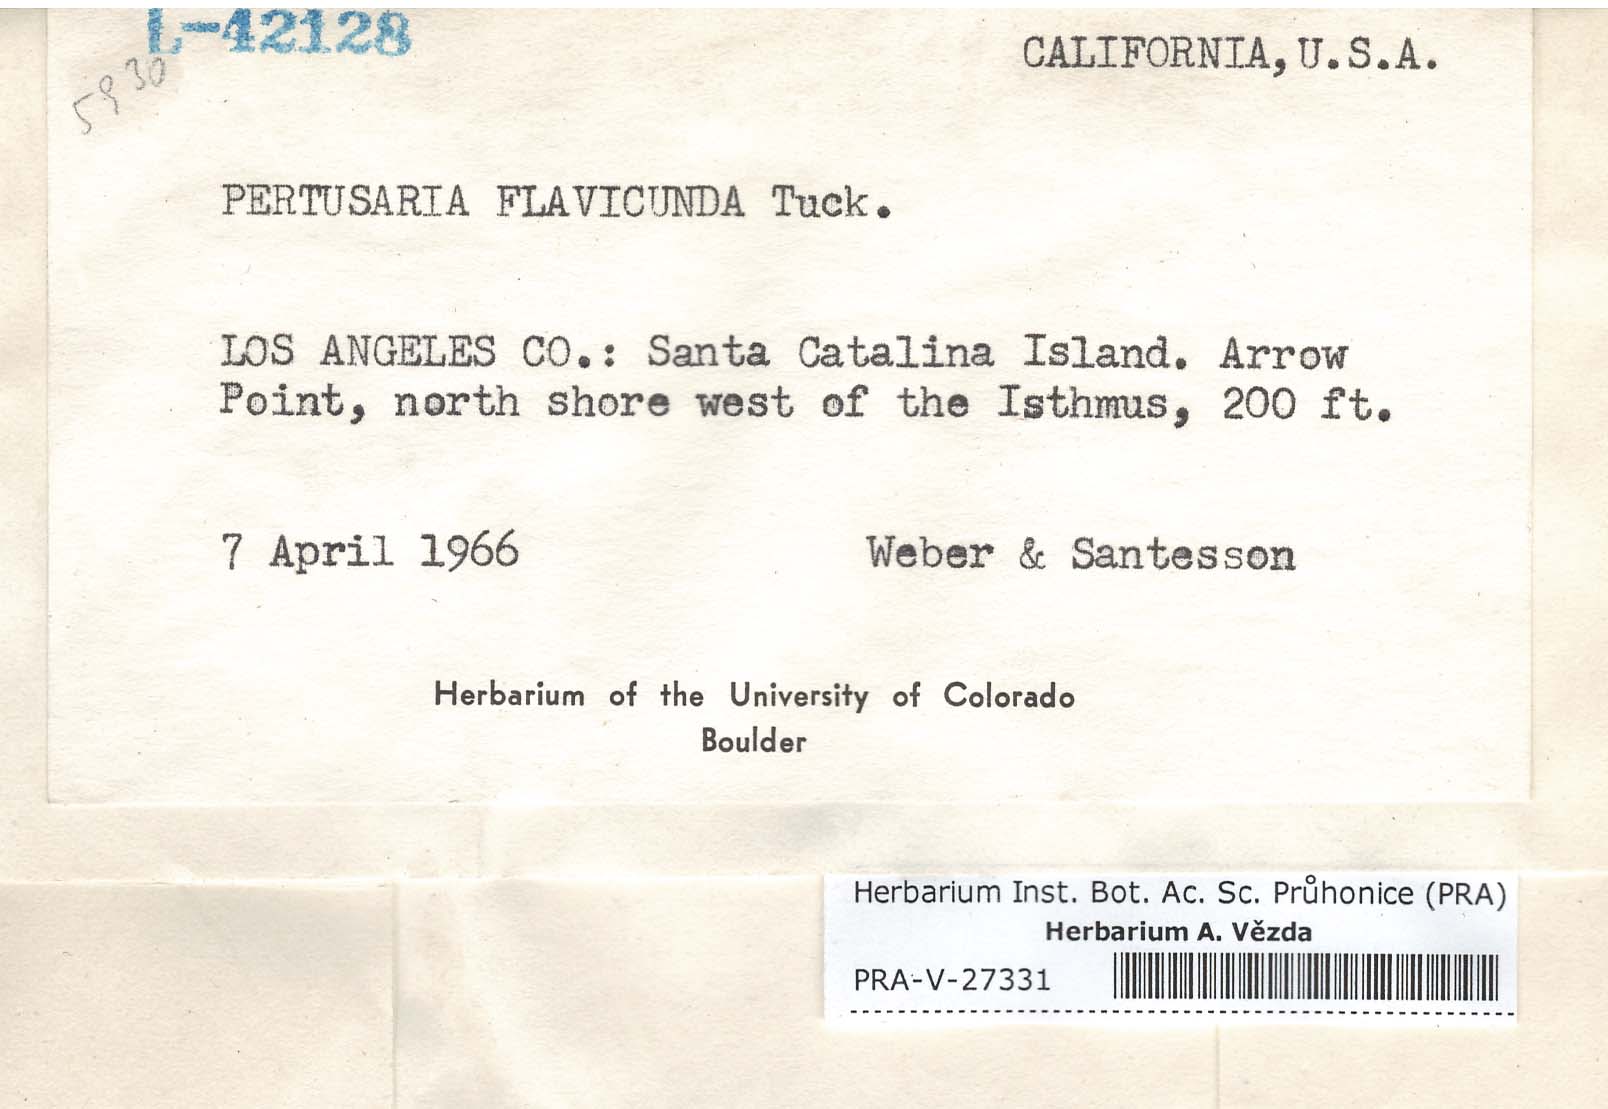 L-42128
5930
CALIFORNIA, U.S.A.
PERTUSARIA FLAVICUNDA Tuck.
LOS ANGELES CO.: Santa Catalina Island. Arrow
Point, north shore west of the Isthmus, 200 ft.
7 April 1966 Weber & Santesson
Herbarium of the University of Colorado
Boulder
Herbarium Inst. Bot. Ac. Sc. Průhonice (PRA)
Herbarium A. Vězda
PRA-V-27331